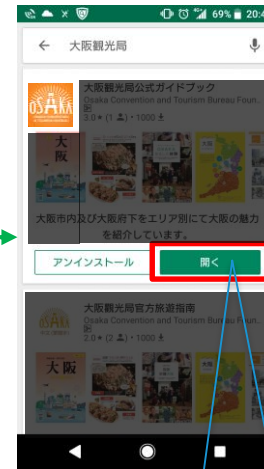 69% 20:4
大阪観光局
OSAKA
大阪観光局公式ガイドブック
Osaka Convention and Tourism Bureau Foun..
3.0★ (1 ) • 1000
大阪
大阪市内及び大阪府下をエリア別にて大阪の魅力
を紹介しています。
アンインストール
開く
OSAKA
大阪観光局官方旅遊指南
Osaka Convention and Tourism Bureau Foun..
2.0★ (2 ) • 1000
大阪